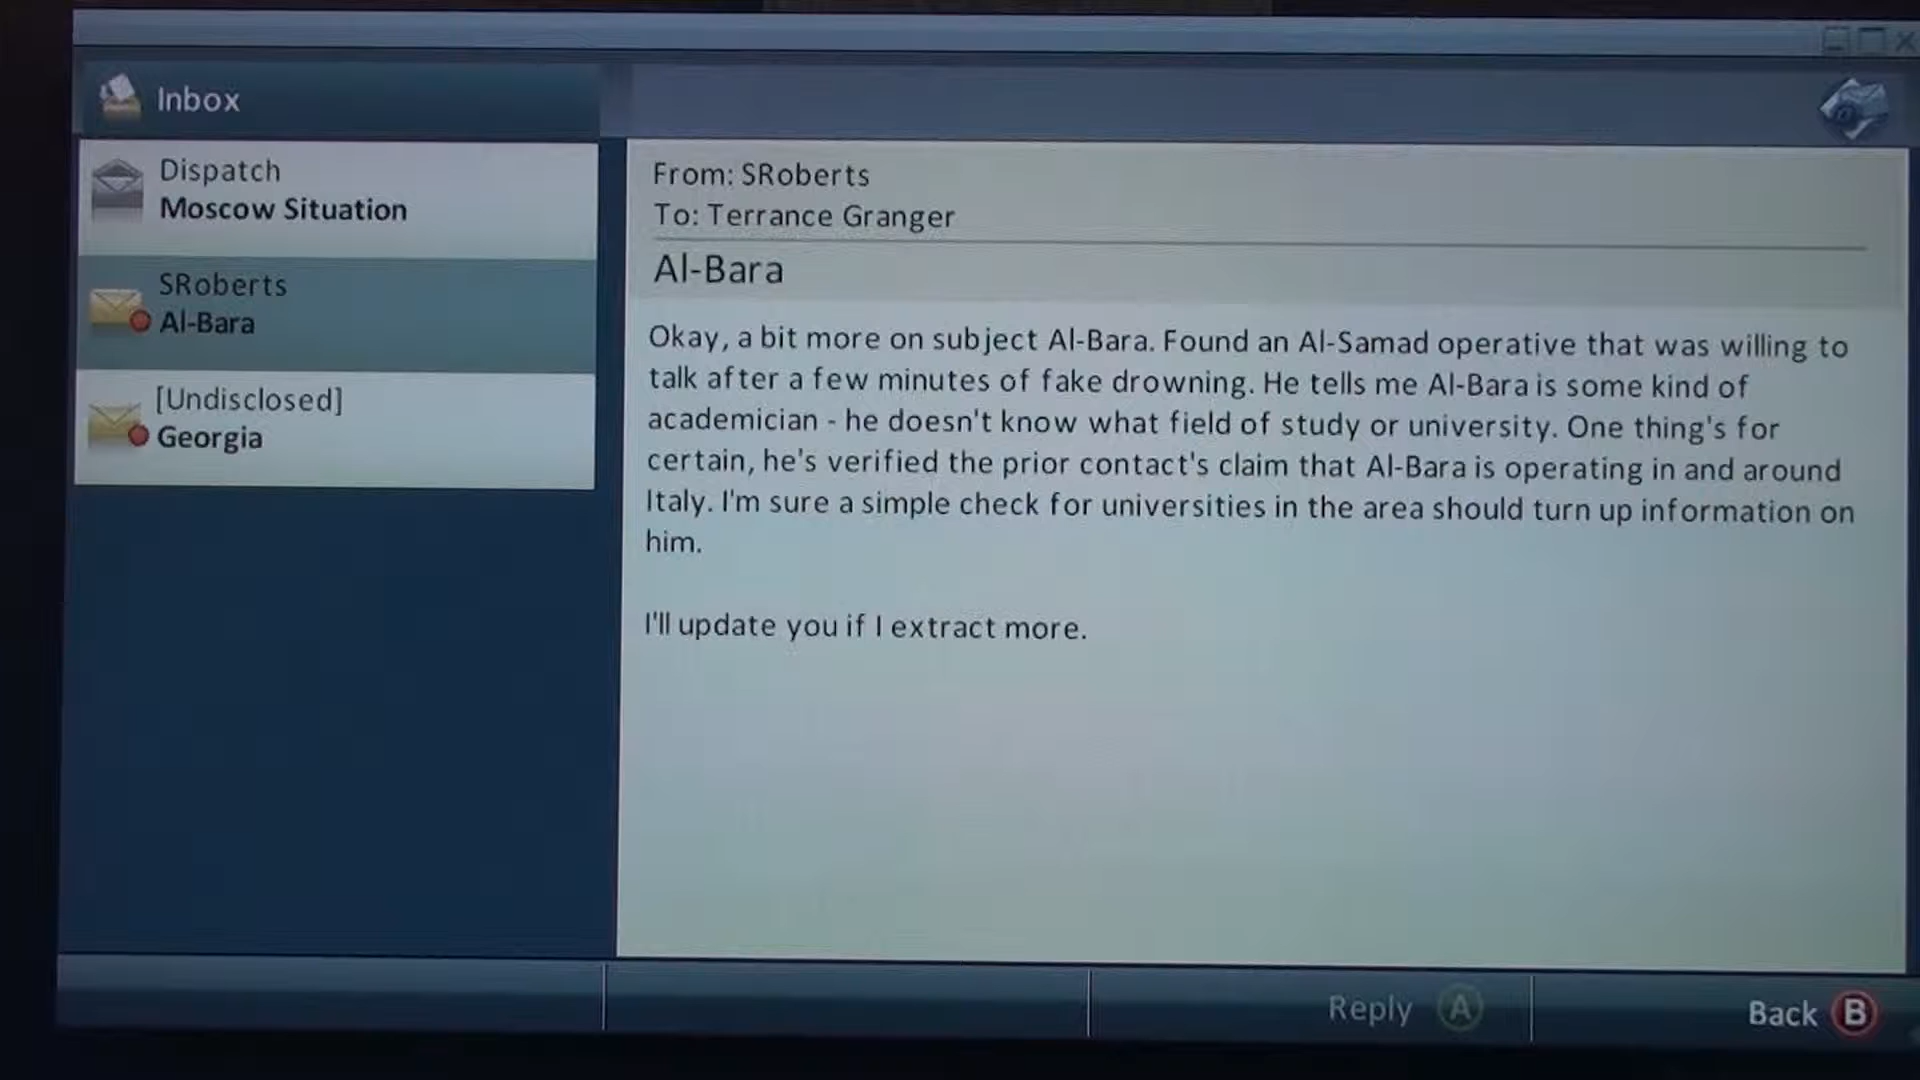 Inbox
Dispatch
Moscow Situation
SRoberts
Al-Bara
[Undisclosed]
Georgia
From: SRoberts
To: Terrance Granger
Al-Bara
Okay, a bit more on subject Al-Bara. Found an Al-Samad operative that was willing to
talk after a few minutes of fake drowning. He tells me Al-Bara is some kind of
academician - he doesn't know what field of study or university. One thing's for
certain, he's verified the prior contact's claim that Al-Bara is operating in and around
Italy. I'm sure a simple check for universities in the area should turn up information on
him.
I'll update you if I extract more.
Reply A
Back B